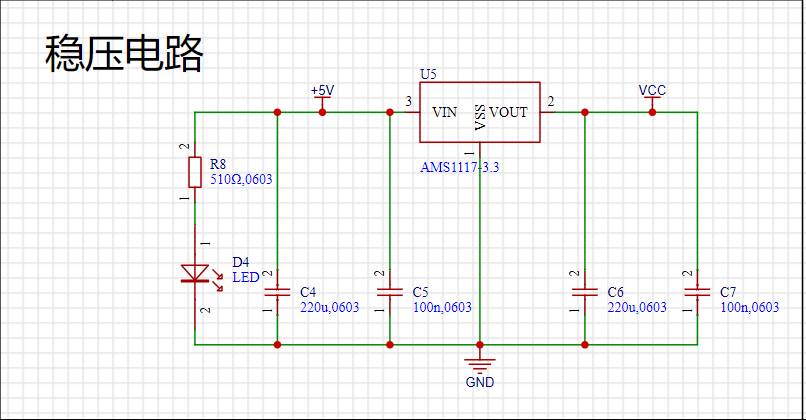 稳压电路
U5
+5V
VCC
3
VIN
VSS
VOUT
2
1
AMS1117-3.3
2
R8
510Ω,0603
1
1
D4
LED
2
2
C4
220u,0603
1
2
C5
100n,0603
1
2
C6
220u,0603
1
2
C7
100n,0603
1
GND